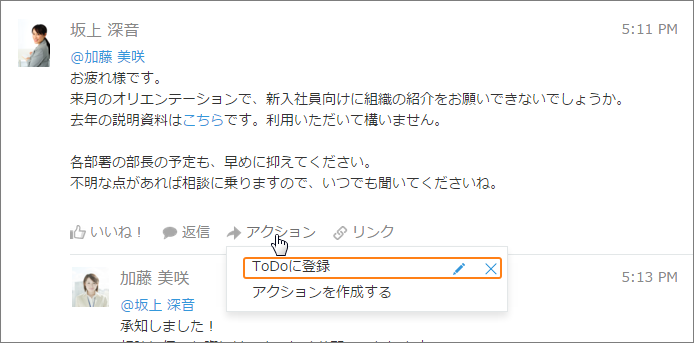 坂上 深音
5:11 PM
@加藤 美咲
お疲れ様です。
来月のオリエンテーションで、新入社員向けに組織の紹介をお願いできないでしょうか。
去年の説明資料はこちらです。利用いただいて構いません。
各部署の部長の予定も、早めに抑えてください。
不明な点があれば相談に乗りますので、いつでも聞いてくださいね。
いいね！ 返信 アクション リンク
ToDoに登録
アクションを作成する
加藤 美咲
5:13 PM
@坂上 深音
承知しました！